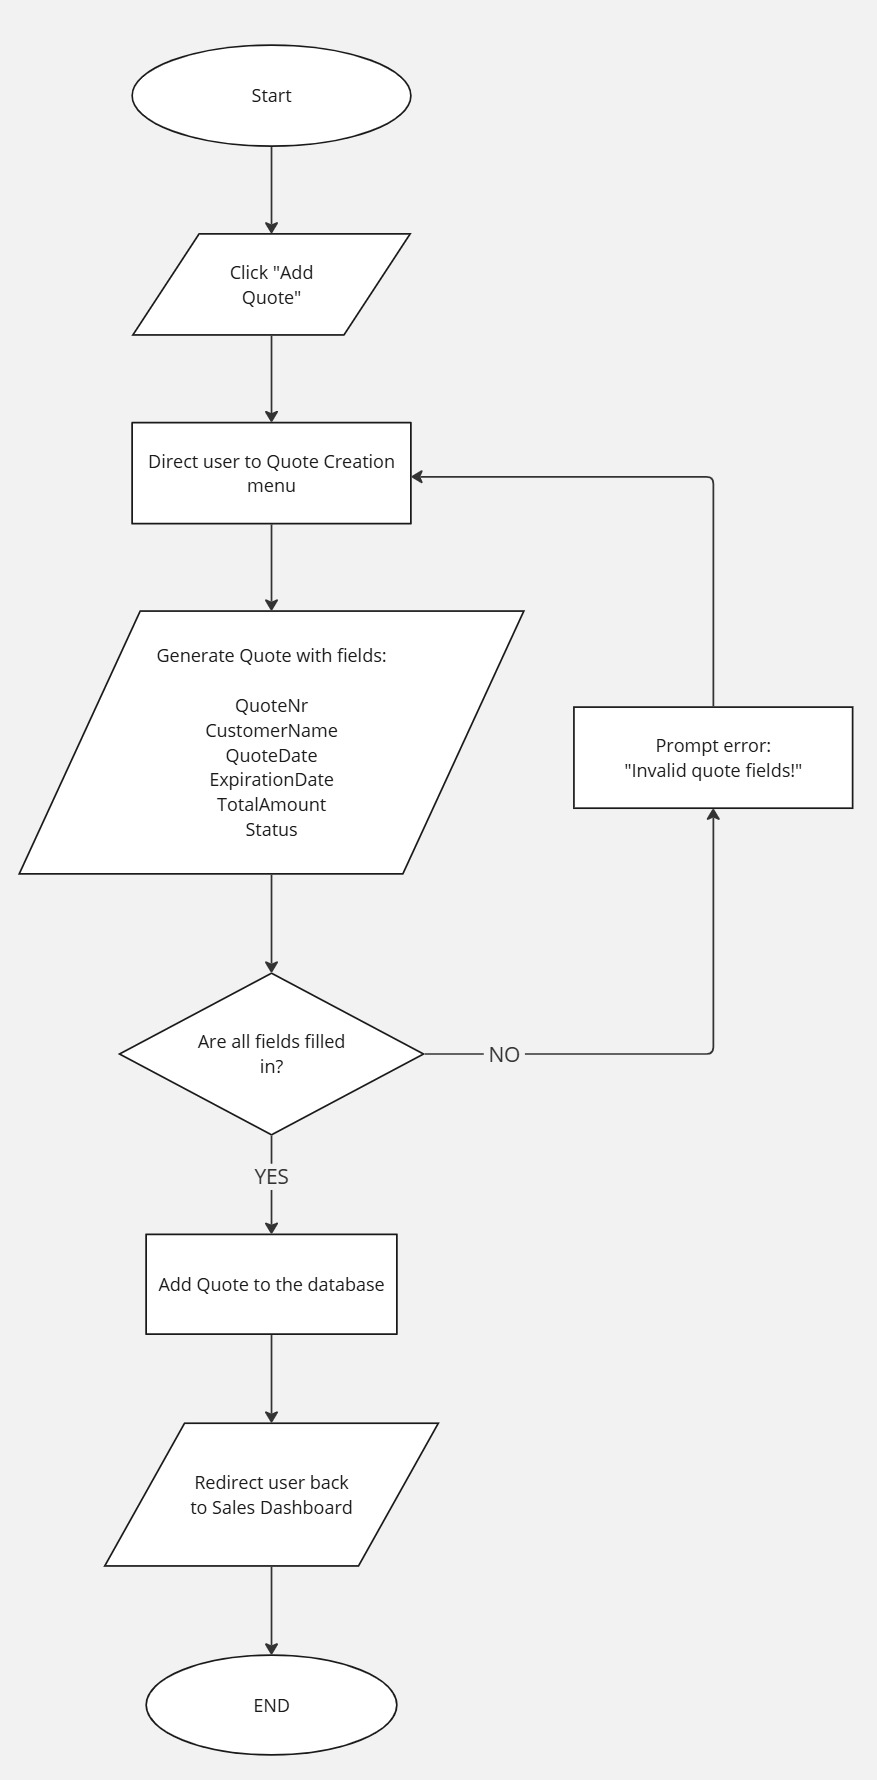 Start
Click "Add
Quote"
Direct user to Quote Creation
menu
Generate Quote with fields:
QuoteNr
CustomerName
QuoteDate
ExpirationDate
TotalAmount
Status
Prompt error:
"Invalid quote fields!"
Are all fields filled
in?
NO
YES
Add Quote to the database
Redirect user back
to Sales Dashboard
END